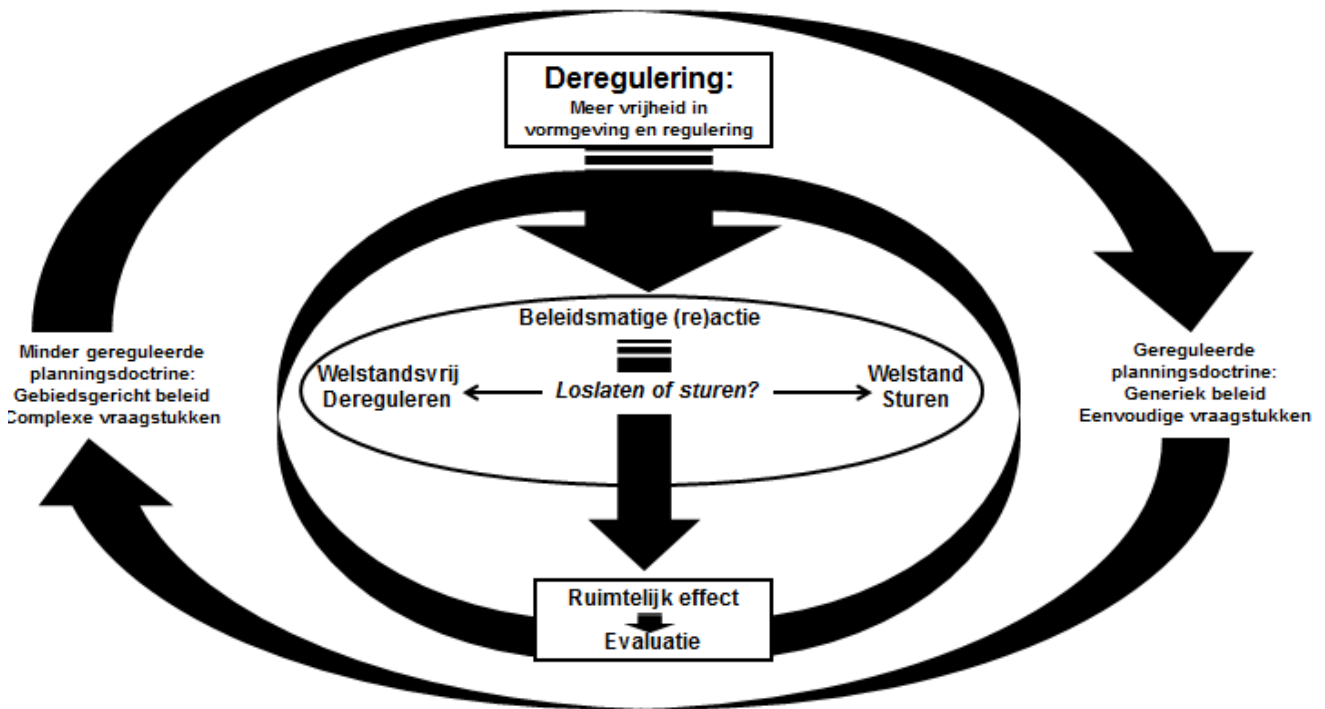 Deregulering:
Meer vrijheid in
vormgeving en regulering
Beleidsmatige (re)actie
Welstandsvrij
Dereguleren
Loslaten of sturen?
Welstand
Sturen
Minder gereguleerde
planningsdoctrine:
Gebiedsgericht beleid
Complexe vraagstukken
Gereguleerde
planningsdoctrine:
Generiek beleid
Eenvoudige vraagstukken
Ruimtelijk effect
Evaluatie